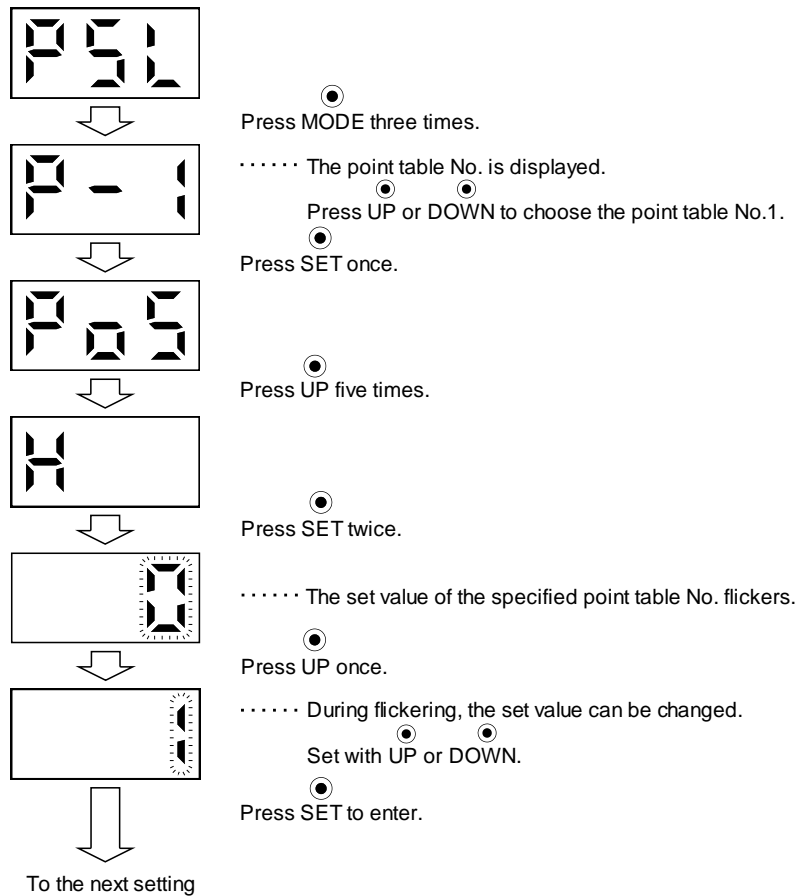 PSL
Press MODE three times.
P-1
······ The point table No. is displayed.
Press UP or DOWN to choose the point table No.1.
Press SET once.
PoS
Press UP five times.
H
Press SET twice.
0
······ The set value of the specified point table No. flickers.
Press UP once.
1
······ During flickering, the set value can be changed.
Set with UP or DOWN.
Press SET to enter.
To the next setting